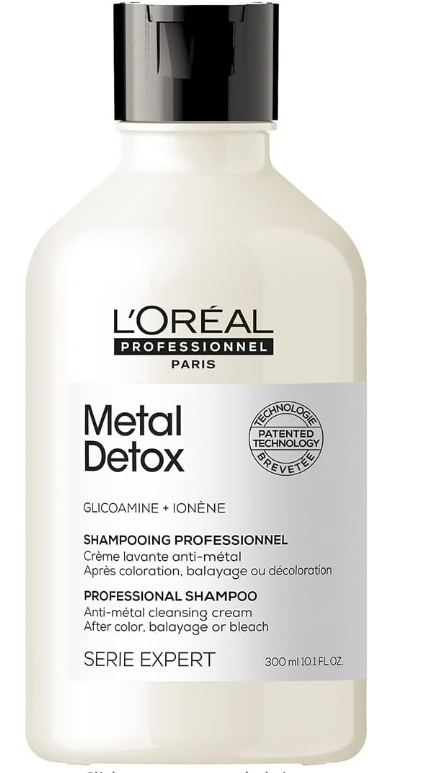 L'ORÉAL
PROFESSIONNEL
PARIS
Metal
Detox
TECHNOLOGIE
PATENTED
TECHNOLOGY
BREVETÉE
GLICOAMINE + IONÈNE
SHAMPOOING PROFESSIONNEL
Crème lavante anti-métal
Après coloration, balayage ou décoloration
PROFESSIONAL SHAMPOO
Anti-métal cleansing cream
After color, balayage or bleach
SERIE EXPERT
300 ml 10.1 FL.OZ.